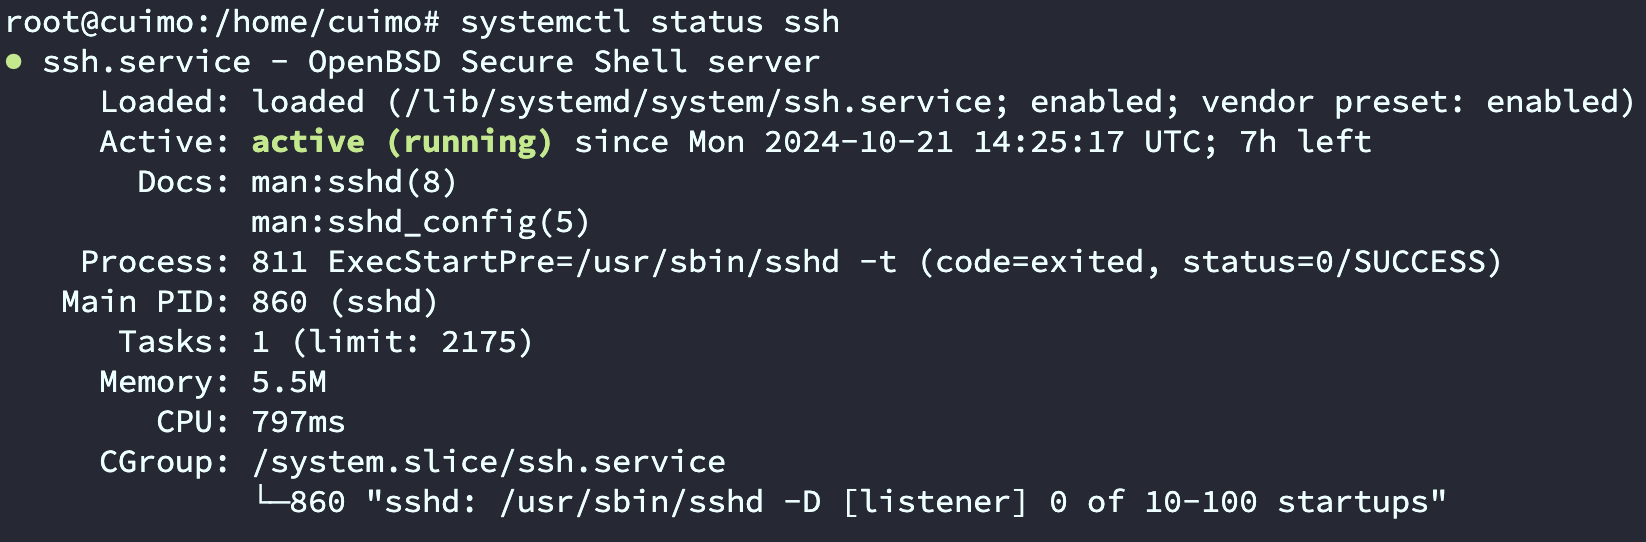 root@cuimo:/home/cuimo# systemctl status ssh
● ssh.service - OpenBSD Secure Shell server
Loaded: loaded (/lib/systemd/system/ssh.service; enabled; vendor preset: enabled)
Active: active (running) since Mon 2024-10-21 14:25:17 UTC; 7h left
Docs: man:sshd(8)
man:sshd_config(5)
Process: 811 ExecStartPre=/usr/sbin/sshd -t (code=exited, status=0/SUCCESS)
Main PID: 860 (sshd)
Tasks: 1 (limit: 2175)
Memory: 5.5M
CPU: 797ms
CGroup: /system.slice/ssh.service
└─860 "sshd: /usr/sbin/sshd -D [listener] 0 of 10-100 startups"